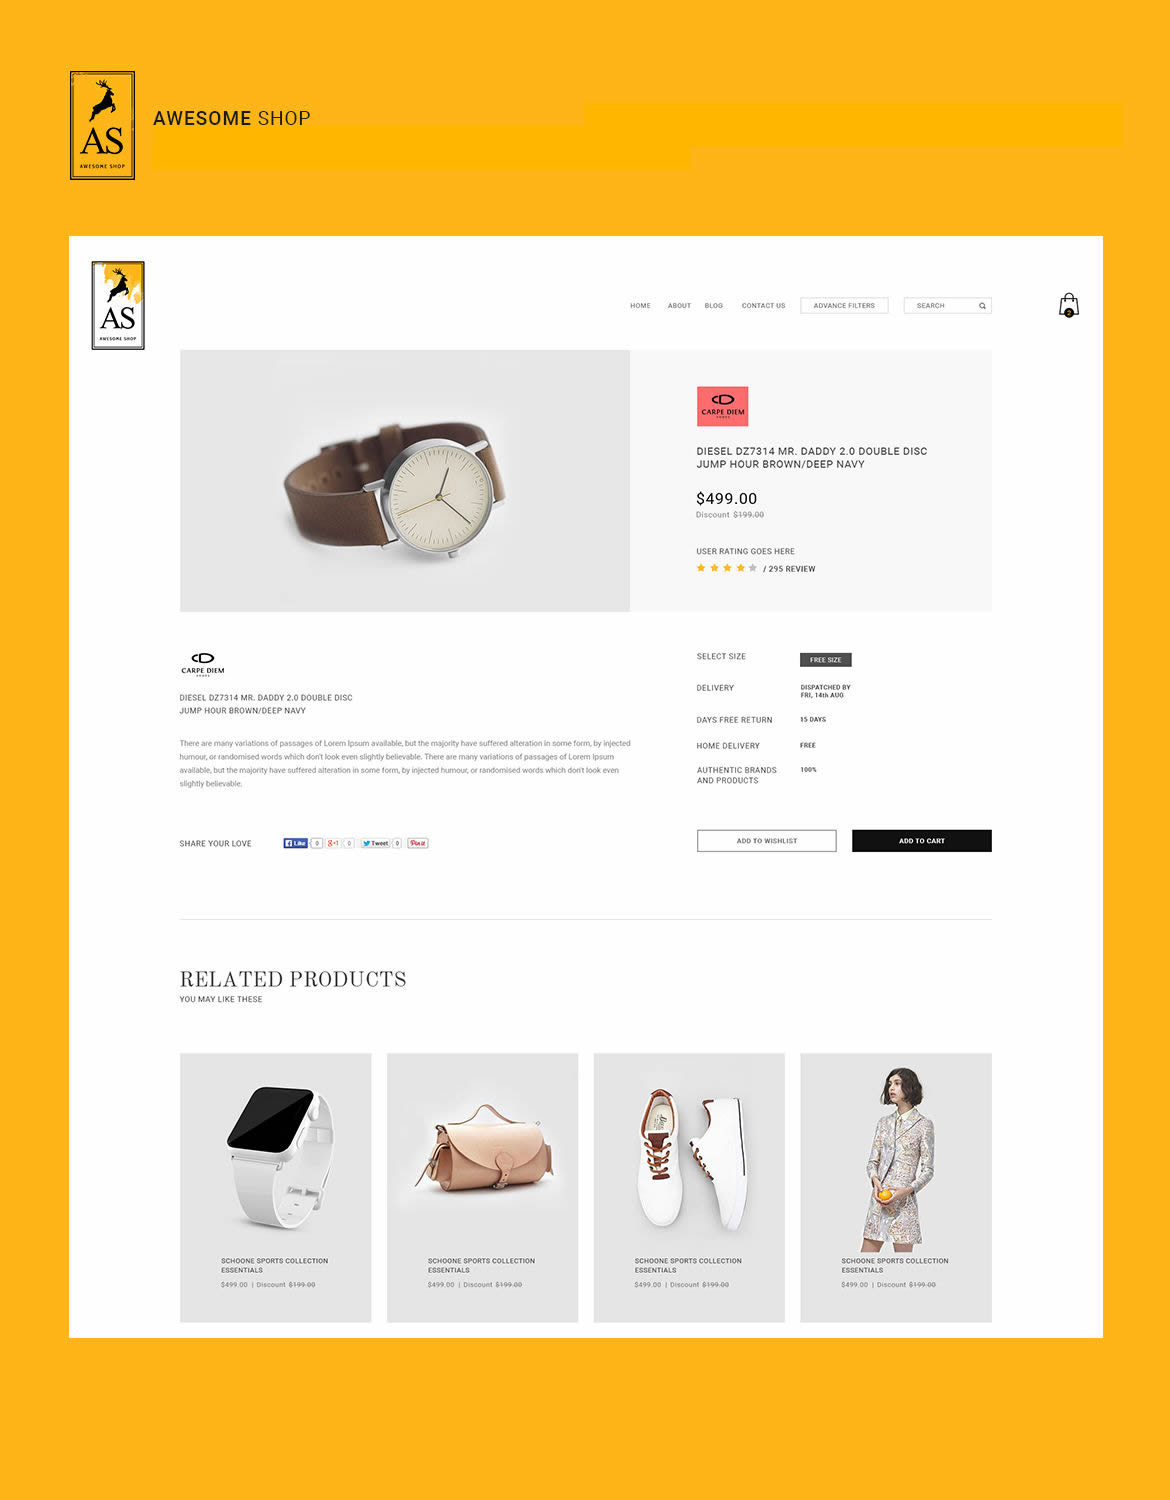 AS
AWESOME SHOP
AWESOME SHOP
AS
AWESOME SHOP
HOME ABOUT BLOG CONTACT US ADVANCE FILTERS SEARCH
2
CARPE DIEM
DIESEL DZ7314 MR. DADDY 2.0 DOUBLE DISC
JUMP HOUR BROWN/DEEP NAVY
$499.00
Discount $199.00
USER RATING GOES HERE
/ 295 REVIEW
CARPE DIEM
DIESEL DZ7314 MR. DADDY 2.0 DOUBLE DISC
JUMP HOUR BROWN/DEEP NAVY
There are many variations of passages of Lorem Ipsum available, but the majority have suffered alteration in some form, by injected
humour, or randomised words which don't look even slightly believable. There are many variations of passages of Lorem Ipsum
available, but the majority have suffered alteration in some form, by injected humour, or randomised words which don't look even
slightly believable.
SHARE YOUR LOVE
Like 0 g+1 0 Tweet 0 Pin it
SELECT SIZE FREE SIZE
DELIVERY DISPATCHED BY
FRI, 14th AUG
DAYS FREE RETURN 15 DAYS
HOME DELIVERY FREE
AUTHENTIC BRANDS 100%
AND PRODUCTS
ADD TO WISHLIST ADD TO CART
RELATED PRODUCTS
YOU MAY LIKE THESE
SCHOONE SPORTS COLLECTION
ESSENTIALS
$499.00 | Discount $199.00
SCHOONE SPORTS COLLECTION
ESSENTIALS
$499.00 | Discount $199.00
SCHOONE SPORTS COLLECTION
ESSENTIALS
$499.00 | Discount $199.00
SCHOONE SPORTS COLLECTION
ESSENTIALS
$499.00 | Discount $199.00